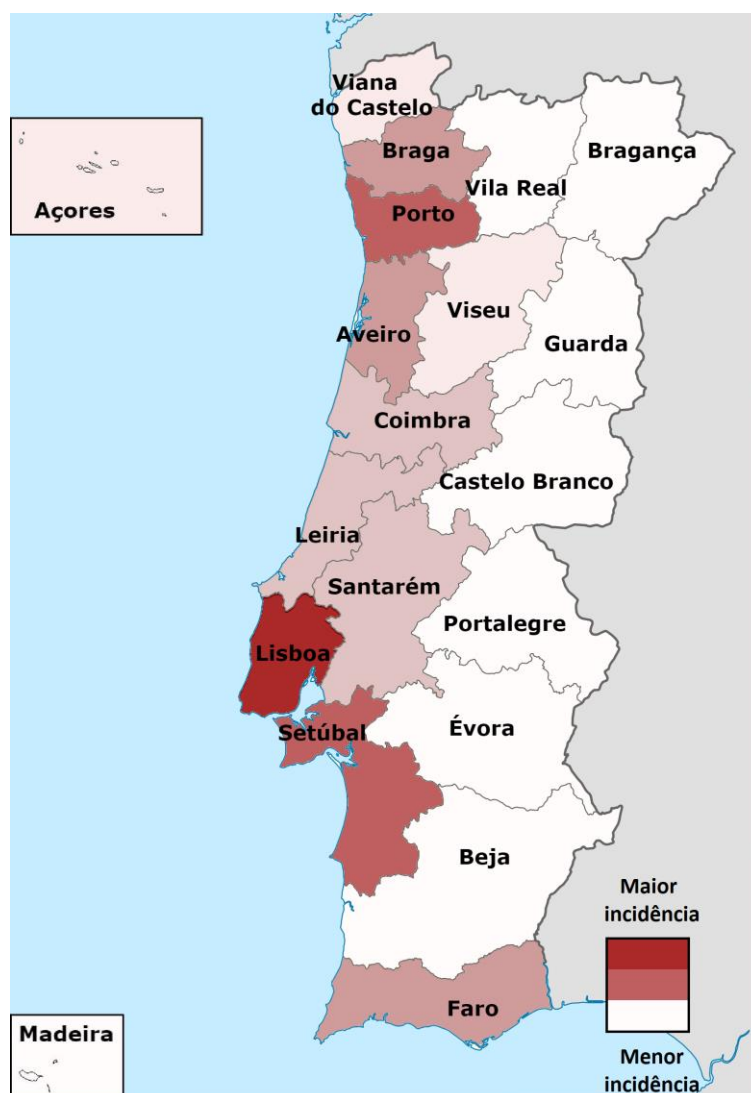 Viana
do Castelo
Braga
Bragança
Vila Real
Porto
Açores
Viseu
Aveiro
Guarda
Coimbra
Castelo Branco
Leiria
Santarém
Portalegre
Lisboa
Setúbal
Évora
Beja
Maior
incidência
Faro
Madeira
Menor
incidência